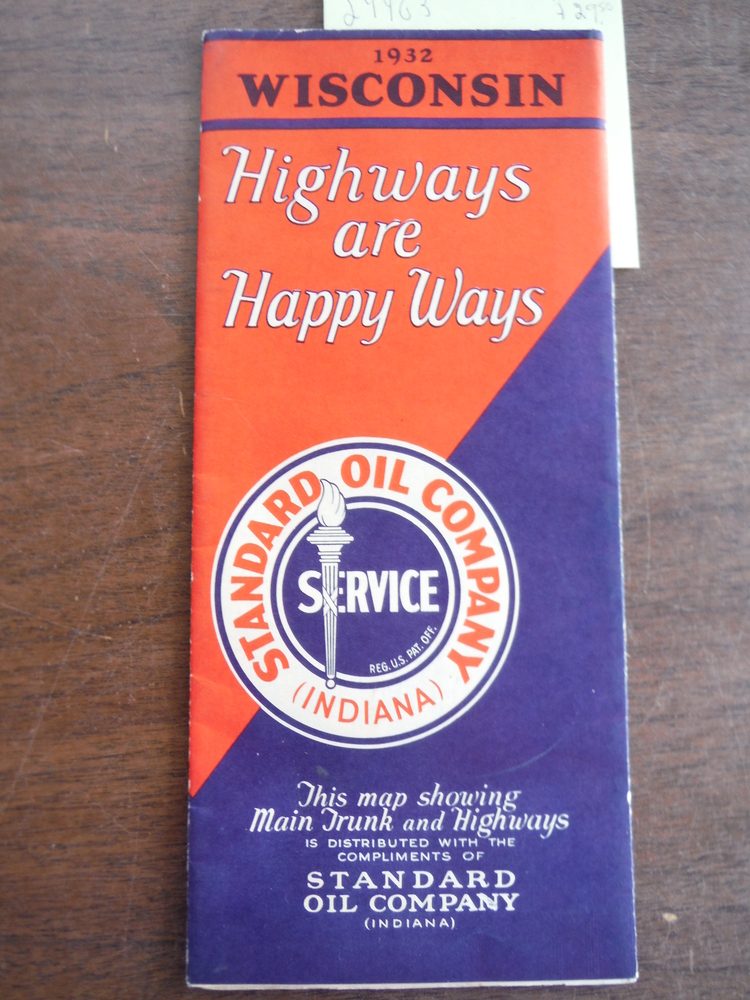 1932
WISCONSIN
Highways
are
Happy Ways
STANDARD OIL COMPANY
SERVICE
REG. U.S. PAT. OFF.
(INDIANA)
This map showing
Main Trunk and Highways
IS DISTRIBUTED WITH THE
COMPLIMENTS OF
STANDARD
OIL COMPANY
(INDIANA)